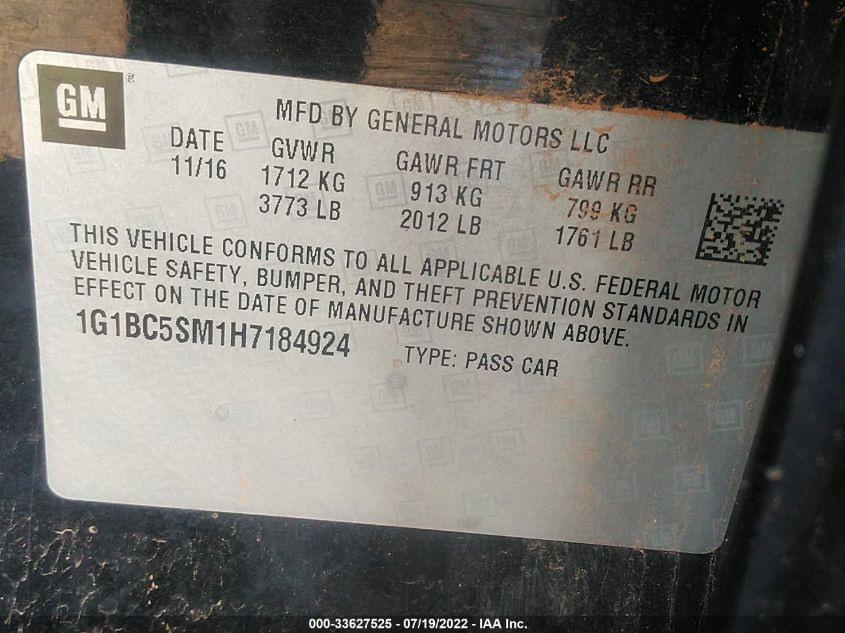 GM
MFD BY GENERAL MOTORS LLC
DATE GVWR GAWR FRT GAWR RR
11/16 1712 KG 913 KG 799 KG
3773 LB 2012 LB 1761 LB
THIS VEHICLE CONFORMS TO ALL APPLICABLE U.S. FEDERAL MOTOR
VEHICLE SAFETY, BUMPER, AND THEFT PREVENTION STANDARDS IN
EFFECT ON THE DATE OF MANUFACTURE SHOWN ABOVE.
1G1BC5SM1H7184924 TYPE: PASS CAR
000-33627525 - 07/19/2022 - IAA Inc.